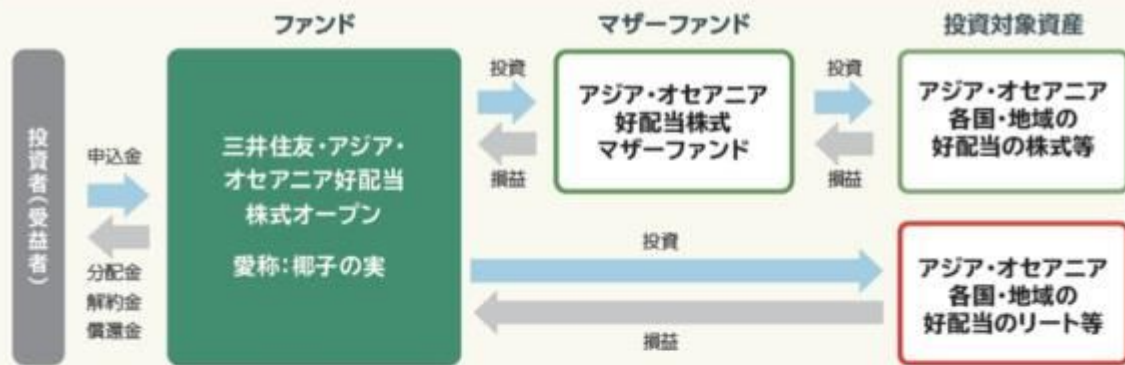 ファンド
マザーファンド
投資対象資産
投資者(受益者)
申込金
分配金
解約金
償還金
三井住友・アジア・
オセアニア好配当
株式オープン
愛称:椰子の実
投資
損益
アジア・オセアニア
好配当株式
マザーファンド
投資
損益
アジア・オセアニア
各国・地域の
好配当の株式等
投資
損益
アジア・オセアニア
各国・地域の
好配当のリート等